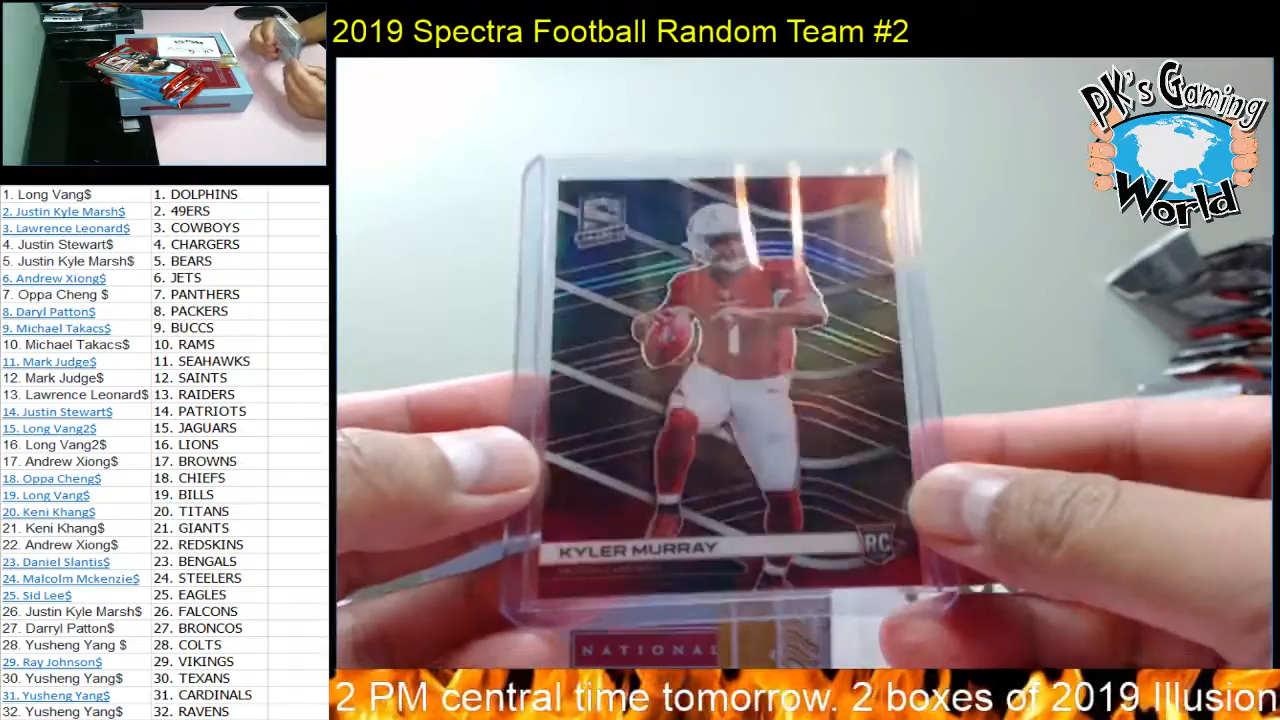 2019 Spectra Football Random Team #2
PK's Gaming
World
1. Long Vang$ 1. DOLPHINS
2. Justin Kyle Marsh$ 2. 49ERS
3. Lawrence Leonard$ 3. COWBOYS
4. Justin Stewart$ 4. CHARGERS
5. Justin Kyle Marsh$ 5. BEARS
6. Andrew Xiong$ 6. JETS
7. Oppa Cheng $ 7. PANTHERS
8. Daryl Patton$ 8. PACKERS
9. Michael Takacs$ 9. BUCCS
10. Michael Takacs$ 10. RAMS
11. Mark Judge$ 11. SEAHAWKS
12. Mark Judge$ 12. SAINTS
13. Lawrence Leonard$ 13. RAIDERS
14. Justin Stewart$ 14. PATRIOTS
15. Long Vang2$ 15. JAGUARS
16. Long Vang2$ 16. LIONS
17. Andrew Xiong$ 17. BROWNS
18. Oppa Cheng$ 18. CHIEFS
19. Long Vang$ 19. BILLS
20. Keni Khang$ 20. TITANS
21. Keni Khang$ 21. GIANTS
22. Andrew Xiong$ 22. REDSKINS
23. Daniel Slantis$ 23. BENGALS
24. Malcolm Mckenzie$ 24. STEELERS
25. Sid Lee$ 25. EAGLES
26. Justin Kyle Marsh$ 26. FALCONS
27. Darryl Patton$ 27. BRONCOS
28. Yusheng Yang $ 28. COLTS
29. Ray Johnson$ 29. VIKINGS
30. Yusheng Yang$ 30. TEXANS
31. Yusheng Yang$ 31. CARDINALS
32. Yusheng Yang$ 32. RAVENS
1
KYLER MURRAY
RC
NATIONAL
2 PM central time tomorrow. 2 boxes of 2019 Illusion